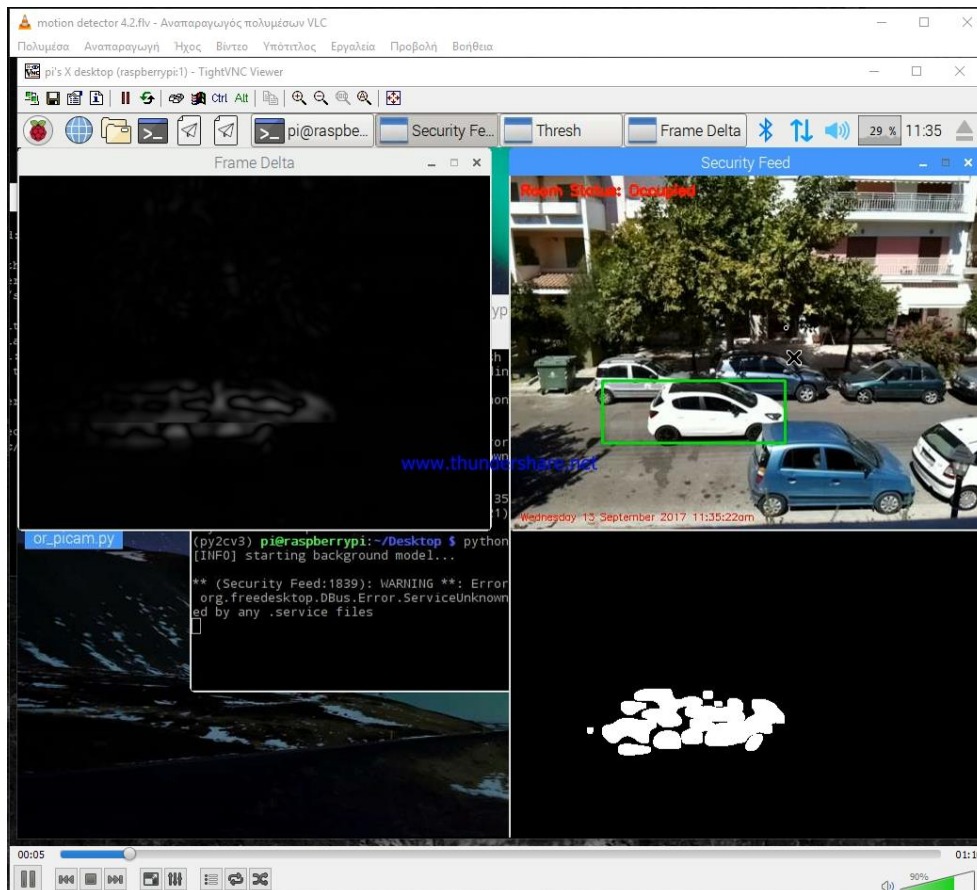 motion detector 4.2.flv - Αναπαραγωγός πολυμέσων VLC
Πολυμέσα Αναπαραγωγή Ήχος Βίντεο Υπότιτλος Εργαλεία Προβολή Βοήθεια
pi's X desktop (raspberrypi:1) - TightVNC Viewer
Ctrl Alt
pi@raspbe... Security Fe... Thresh Frame Delta 29 % 11:35
Frame Delta
Security Feed
Room Status: Occupied
www.thundershare.net
Wednesday 13 September 2017 11:35:22am
or_picam.py
(py2cv3) pi@raspberrypi:~/Desktop $ python
[INFO] starting background model...
** (Security Feed:1839): WARNING **: Error
org.freedesktop.DBus.Error.ServiceUnknown
ed by any .service files
00:05
90%